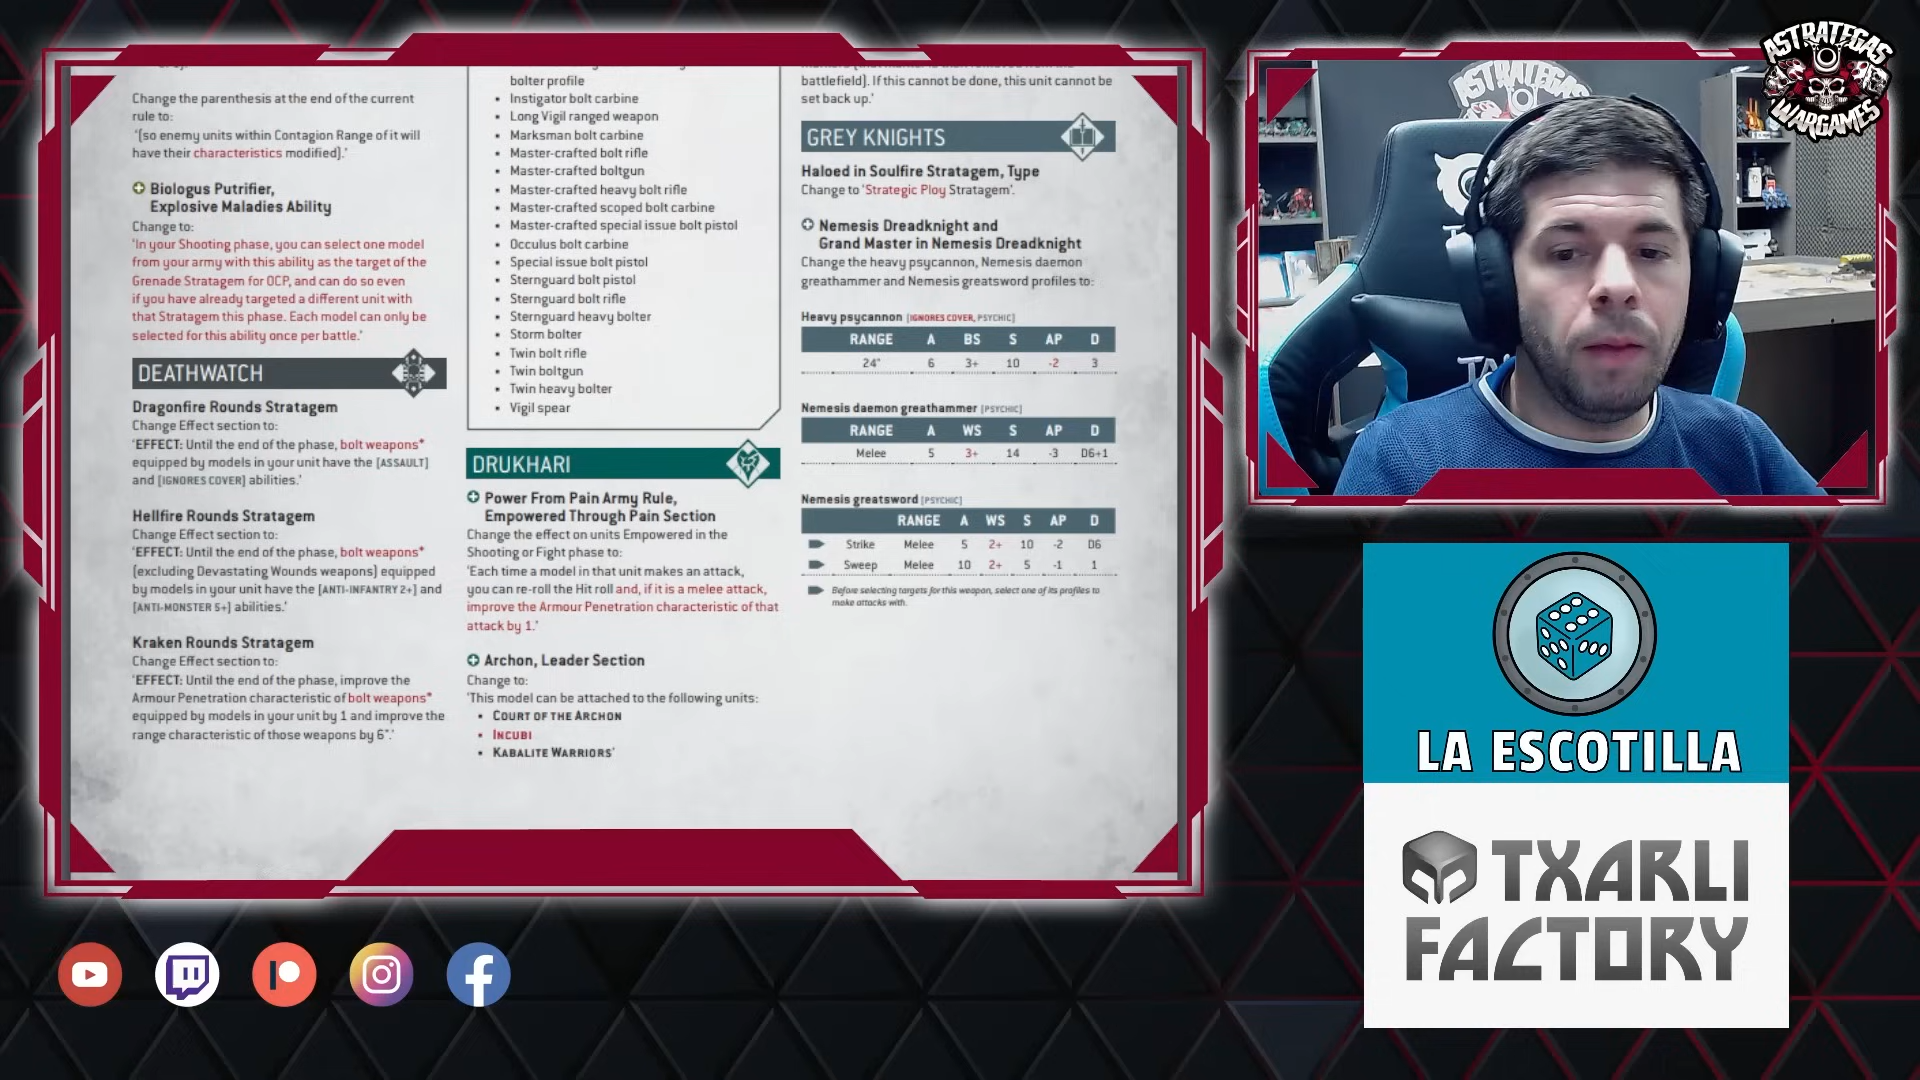 Change the parenthesis at the end of the current
rule to:
'(so enemy units within Contagion Range of it will
have their characteristics modified).'
Biologus Putrifier,
Explosive Maladies Ability
Change to:
'In your Shooting phase, you can select one model
from your army with this ability as the target of the
Grenade Stratagem for 0CP, and can do so even
if you have already targeted a different unit with
that Stratagem this phase. Each model can only be
selected for this ability once per battle.'
DEATHWATCH
Dragonfire Rounds Stratagem
Change Effect section to:
'EFFECT: Until the end of the phase, bolt weapons*
equipped by models in your unit have the [ASSAULT]
and [IGNORES COVER] abilities.'
Hellfire Rounds Stratagem
Change Effect section to:
'EFFECT: Until the end of the phase, bolt weapons*
(excluding Devastating Wounds weapons) equipped
by models in your unit have the [ANTI-INFANTRY 2+] and
[ANTI-MONSTER 5+] abilities.'
Kraken Rounds Stratagem
Change Effect section to:
'EFFECT: Until the end of the phase, improve the
Armour Penetration characteristic of bolt weapons*
equipped by models in your unit by 1 and improve the
range characteristic of those weapons by 6".'
bolter profile
• Instigator bolt carbine
• Long Vigil ranged weapon
• Marksman bolt carbine
• Master-crafted bolt rifle
• Master-crafted boltgun
• Master-crafted heavy bolt rifle
• Master-crafted scoped bolt carbine
• Master-crafted special issue bolt pistol
• Occulus bolt carbine
• Special issue bolt pistol
• Sternguard bolt pistol
• Sternguard bolt rifle
• Sternguard heavy bolter
• Storm bolter
• Twin bolt rifle
• Twin boltgun
• Twin heavy bolter
• Vigil spear
DRUKHARI
Power From Pain Army Rule,
Empowered Through Pain Section
Change the effect on units Empowered in the
Shooting or Fight phase to:
'Each time a model in that unit makes an attack,
you can re-roll the Hit roll and, if it is a melee attack,
improve the Armour Penetration characteristic of that
attack by 1.'
Archon, Leader Section
Change to:
'This model can be attached to the following units:
• COURT OF THE ARCHON
• INCUBI
• KABALITE WARRIORS'
battlefield). If this cannot be done, this unit cannot be
set back up.'
GREY KNIGHTS
Haloed in Soulfire Stratagem, Type
Change to 'Strategic Ploy Stratagem'.
Nemesis Dreadknight and
Grand Master in Nemesis Dreadknight
Change the heavy psycannon, Nemesis daemon
greathammer and Nemesis greatsword profiles to:
Heavy psycannon [IGNORES COVER, PSYCHIC]
RANGE A BS S AP D
24" 6 3+ 10 -2 3
Nemesis daemon greathammer [PSYCHIC]
RANGE A WS S AP D
Melee 5 3+ 14 -3 D6+1
Nemesis greatsword [PSYCHIC]
RANGE A WS S AP D
Strike Melee 5 2+ 10 -2 D6
Sweep Melee 10 2+ 5 -1 1
Before selecting targets for this weapon, select one of its profiles to
make attacks with.
ASTRATEGAS
WARGAMES
LA ESCOTILLA
TXARLI
FACTORY